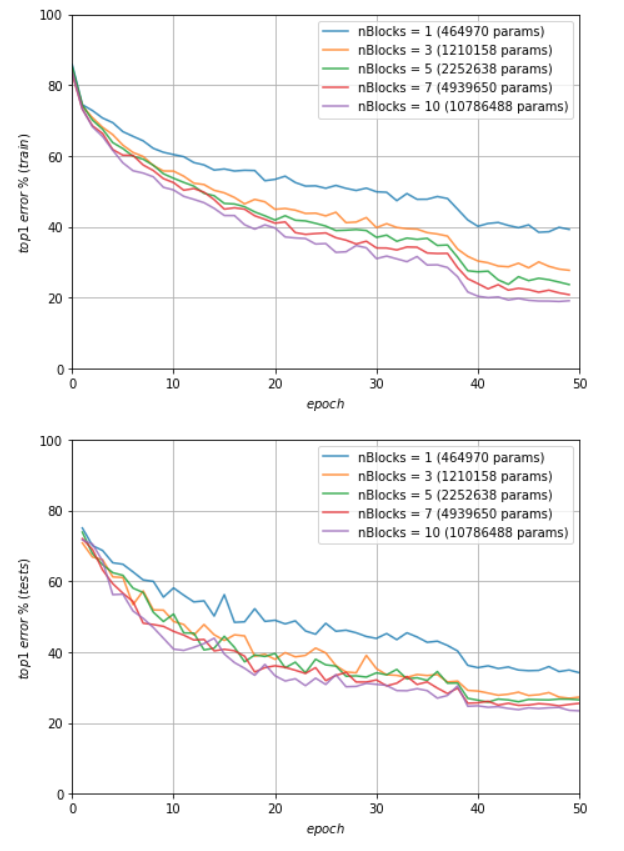 100
80
60
40
20
0
top1 error % (train)
nBlocks = 1 (464970 params)
nBlocks = 3 (1210158 params)
nBlocks = 5 (2252638 params)
nBlocks = 7 (4939650 params)
nBlocks = 10 (10786488 params)
0 10 20 30 40 50
epoch
100
80
60
40
20
0
top1 error % (tests)
nBlocks = 1 (464970 params)
nBlocks = 3 (1210158 params)
nBlocks = 5 (2252638 params)
nBlocks = 7 (4939650 params)
nBlocks = 10 (10786488 params)
0 10 20 30 40 50
epoch